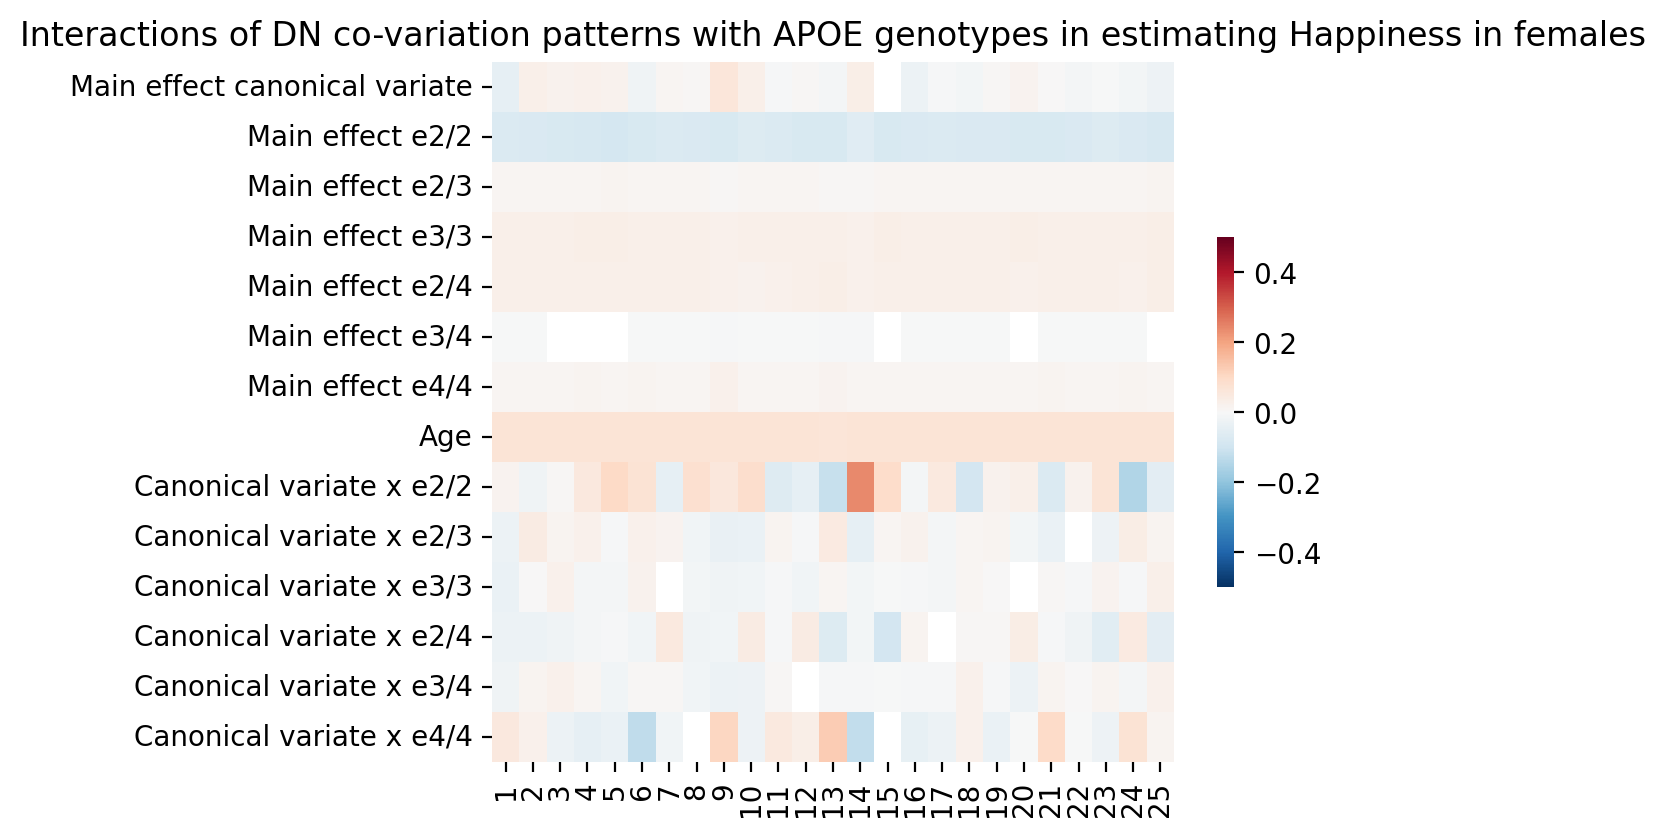 Interactions of DN co-variation patterns with APOE genotypes in estimating Happiness in females
Main effect canonical variate
Main effect e2/2
Main effect e2/3
Main effect e3/3
Main effect e2/4
Main effect e3/4
Main effect e4/4
Age
Canonical variate x e2/2
Canonical variate x e2/3
Canonical variate x e3/3
Canonical variate x e2/4
Canonical variate x e3/4
Canonical variate x e4/4
1 2 3 4 5 6 7 8 9 10 11 12 13 14 15 16 17 18 19 20 21 22 23 24 25
0.4
0.2
0.0
−0.2
−0.4